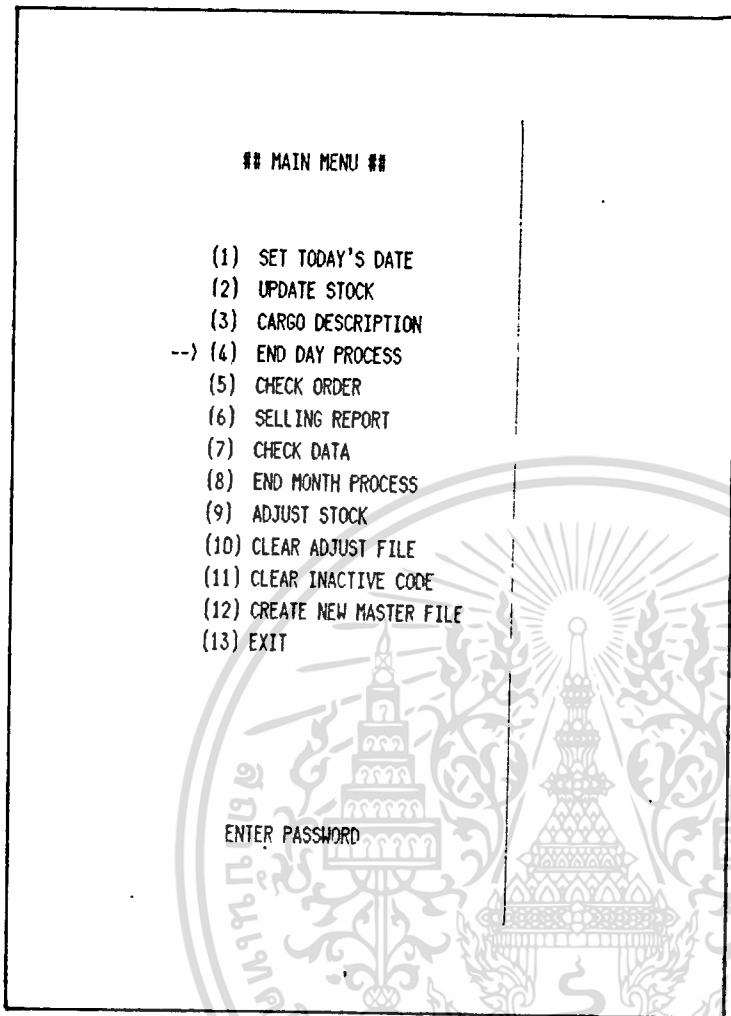 ## MAIN MENU ##
(1) SET TODAY'S DATE
(2) UPDATE STOCK
(3) CARGO DESCRIPTION
--> (4) END DAY PROCESS
(5) CHECK ORDER
(6) SELLING REPORT
(7) CHECK DATA
(8) END MONTH PROCESS
(9) ADJUST STOCK
(10) CLEAR ADJUST FILE
(11) CLEAR INACTIVE CODE
(12) CREATE NEW MASTER FILE
(13) EXIT
ENTER PASSWORD